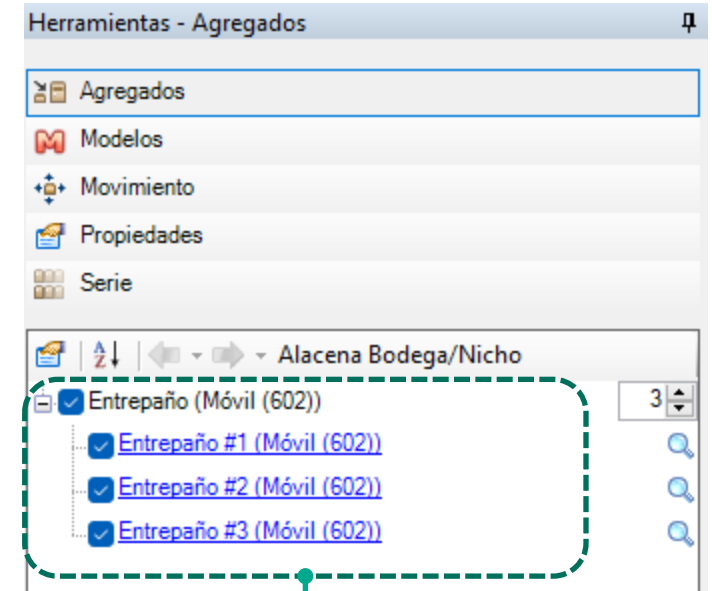 Herramientas - Agregados
Agregados
Modelos
Movimiento
Propiedades
Serie
Alacena Bodega/Nicho
Entrepaño (Móvil (602)) 3
Entrepaño #1 (Móvil (602))
Entrepaño #2 (Móvil (602))
Entrepaño #3 (Móvil (602))